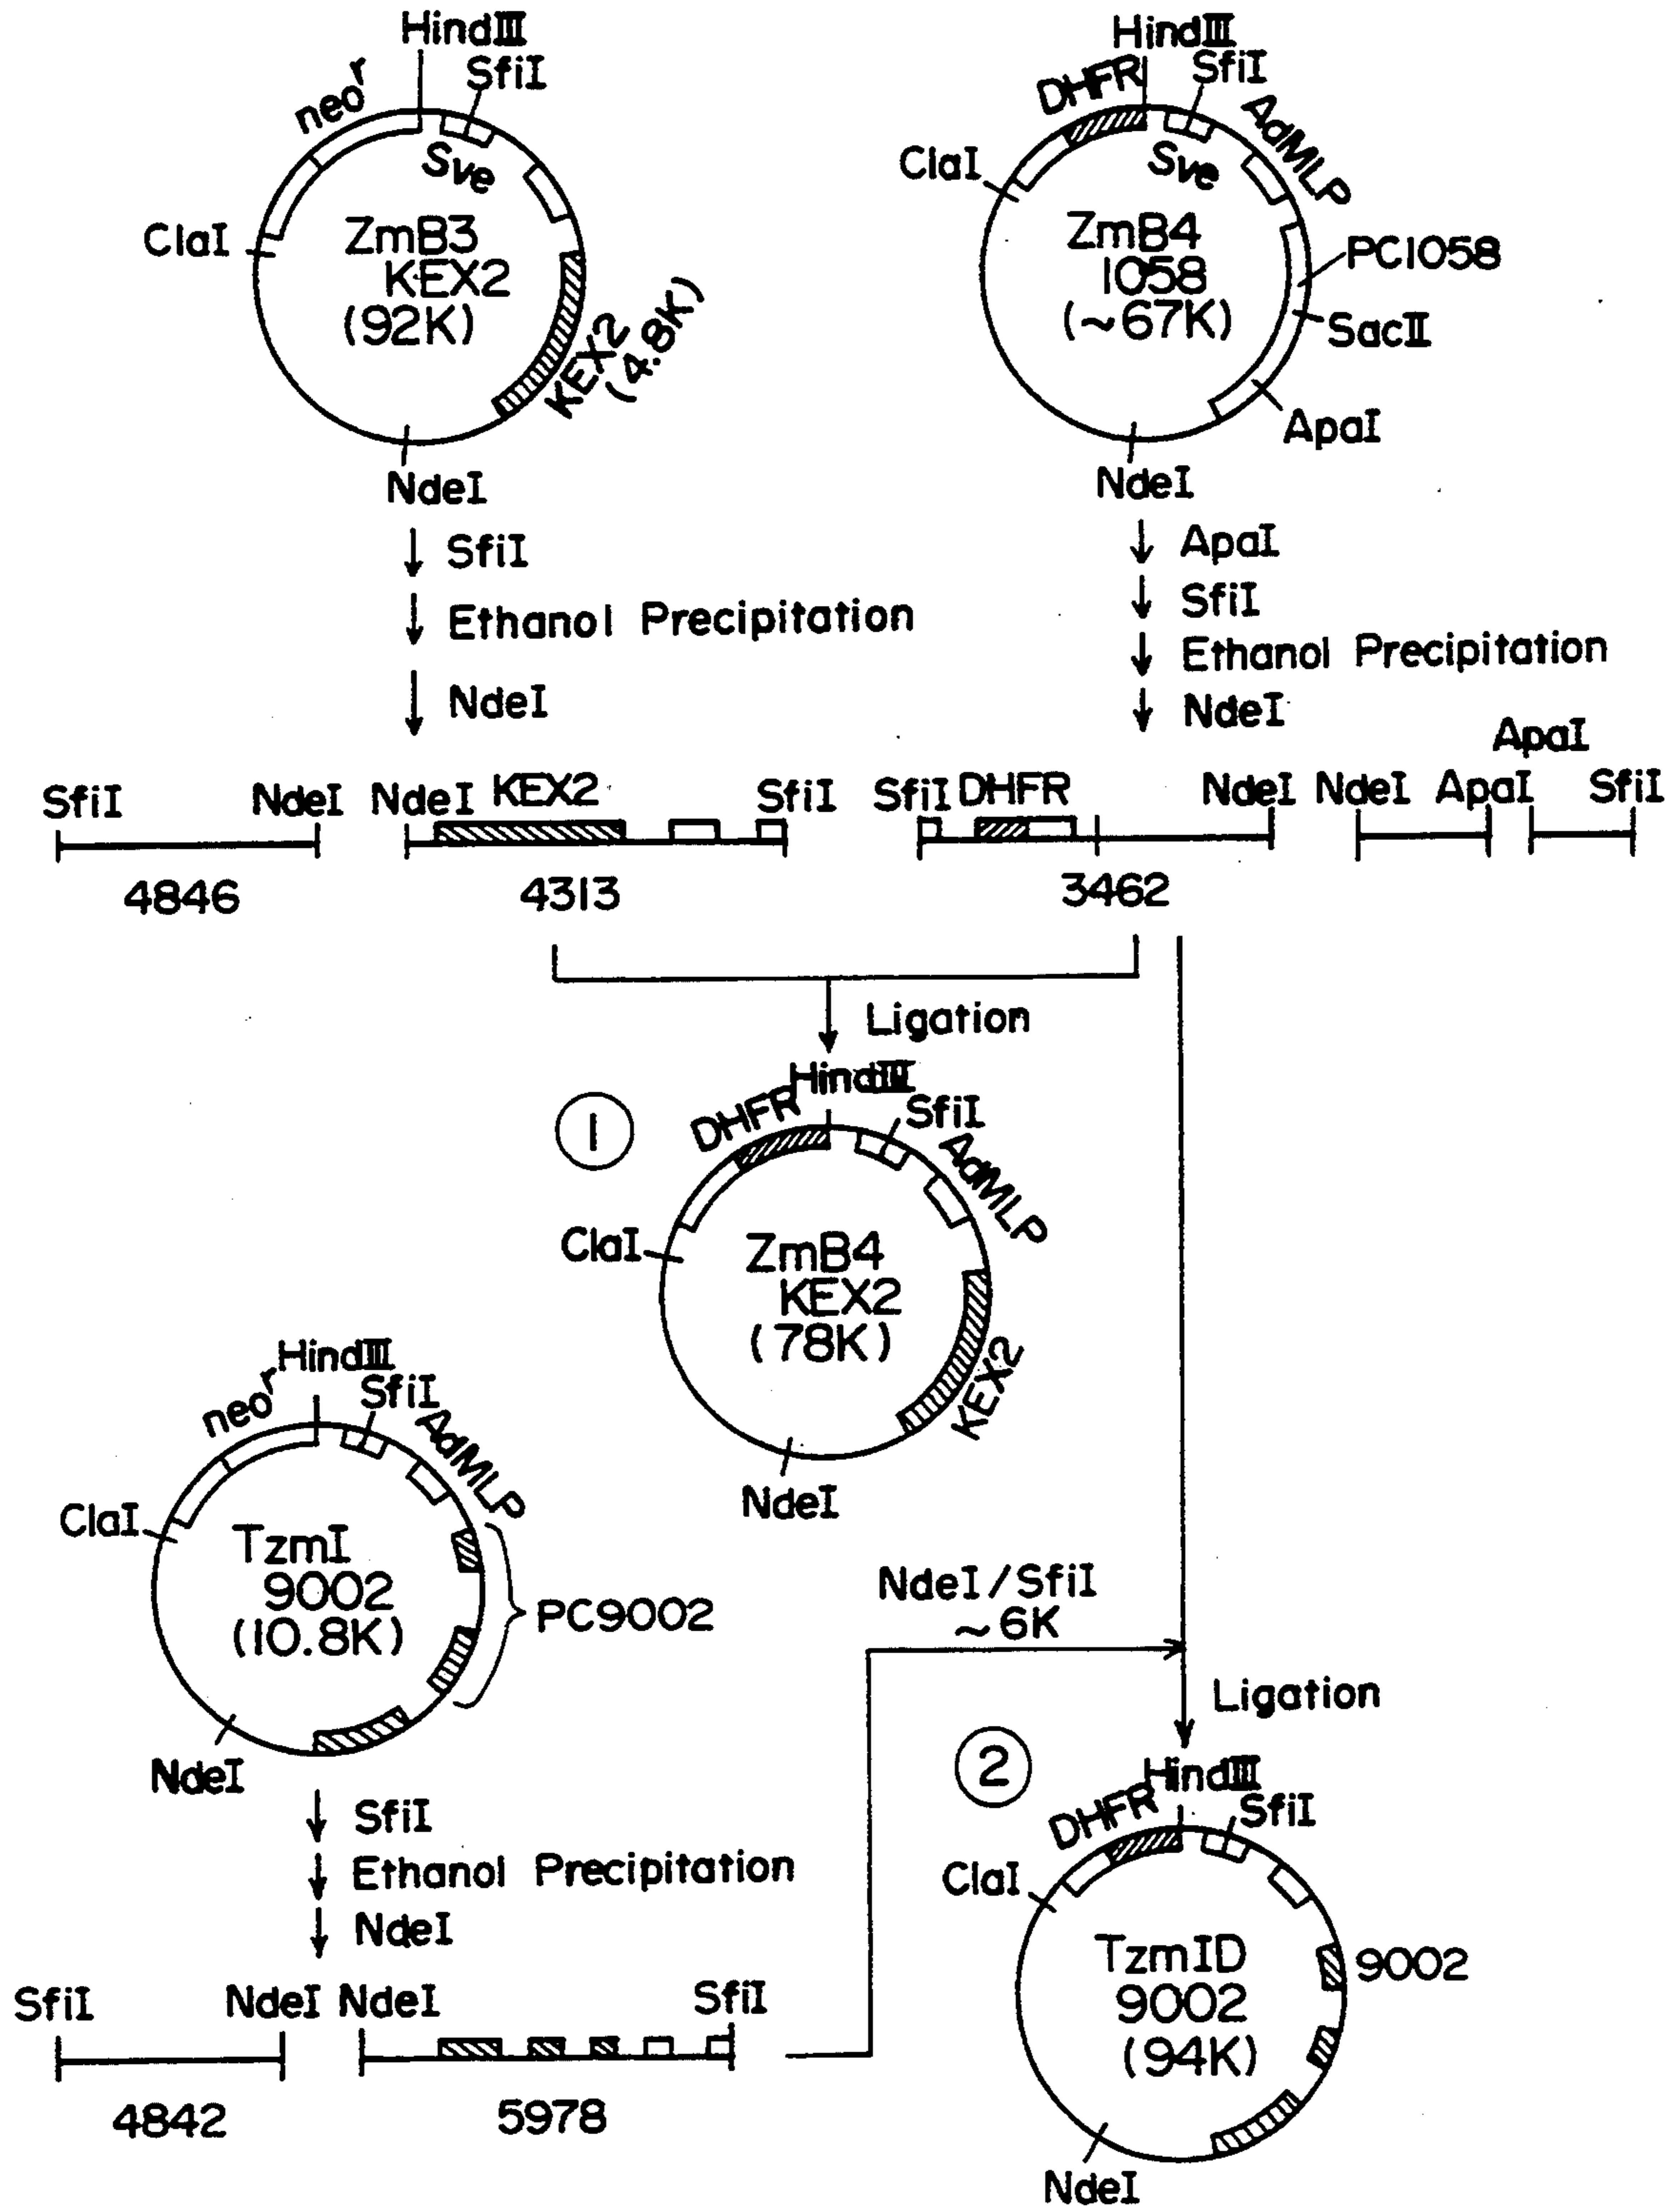 HindIII
SfiI
neoʳ
Sve
ClaI
ZmB3
KEX2
(92K)
KEX2
(4.8K)
NdeI
HindIII
DHFR
SfiI
AdMLP
Sve
ClaI
ZmB4
1058
(~67K)
PC1058
SacII
ApaI
NdeI
SfiI
Ethanol Precipitation
NdeI
ApaI
SfiI
Ethanol Precipitation
NdeI
SfiI NdeI NdeI KEX2 SfiI
4846 4313
SfiI DHFR NdeI NdeI ApaI ApaI SfiI
3462
Ligation
1
HindIII
DHFR
SfiI
AdMLP
ClaI
ZmB4
KEX2
(78K)
KEX2
NdeI
HindIII
neoʳ
SfiI
AdMLP
ClaI
TzmI
9002
(10.8K)
PC9002
NdeI
NdeI/SfiI
~6K
Ligation
SfiI
Ethanol Precipitation
NdeI
SfiI NdeI NdeI SfiI
4842 5978
2
HindIII
DHFR
SfiI
ClaI
TzmID
9002
(94K)
9002
NdeI